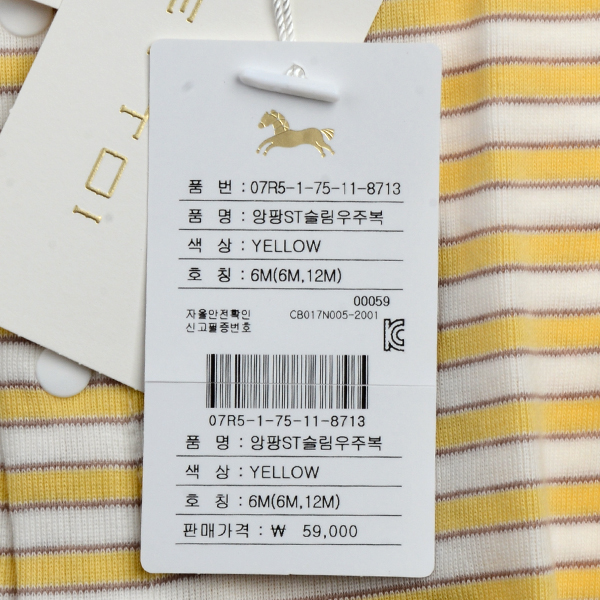 품 번 : 07R5-1-75-11-8713
품 명 : 앙팡ST슬림우주복
색 상 : YELLOW
호 칭 : 6M(6M,12M)
00059
자율안전확인 CB017N005-2001
신고필증번호
07R5-1-75-11-8713
품 명 : 앙팡ST슬림우주복
색 상 : YELLOW
호 칭 : 6M(6M,12M)
판매가격 : ₩ 59,000